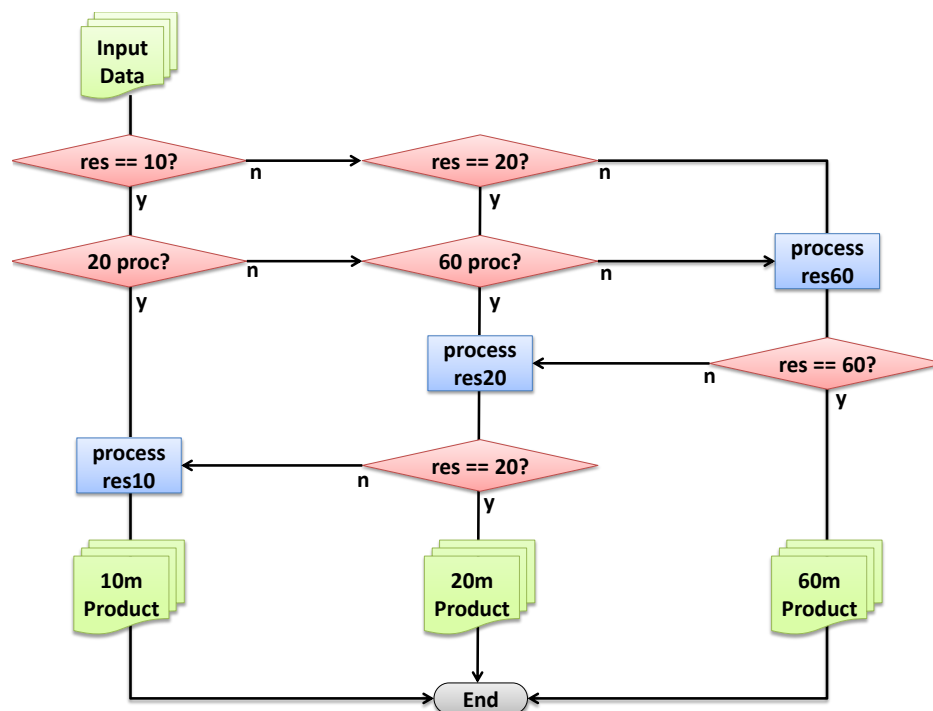 Input
Data
res == 10?
n
res == 20?
n
y
y
20 proc?
n
60 proc?
n
process
res60
y
y
process
res20
n
res == 60?
y
process
res10
n
res == 20?
y
10m
Product
20m
Product
60m
Product
End